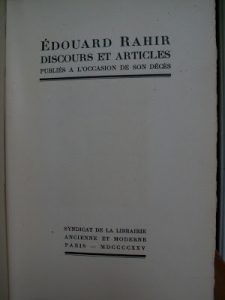 ÉDOUARD RAHIR
DISCOURS ET ARTICLES
PUBLIÉS A L'OCCASION DE SON DÉCÈS
SYNDICAT DE LA LIBRAIRIE
ANCIENNE ET MODERNE
PARIS — MDCCCCXXV